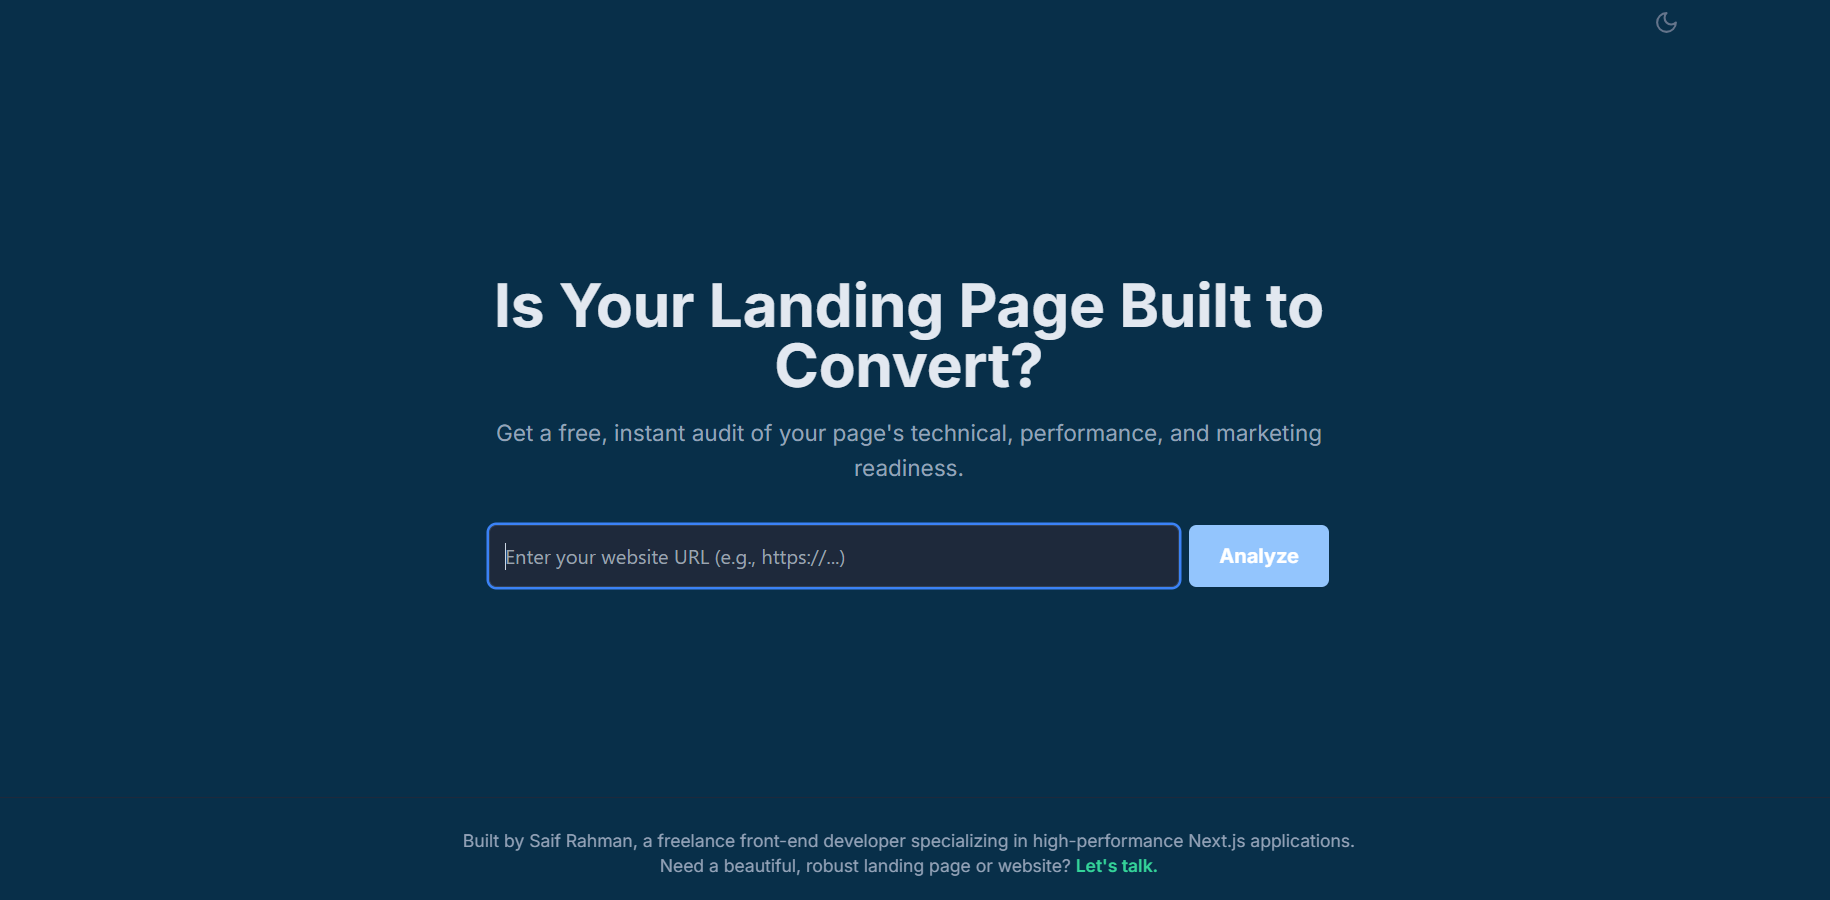 Is Your Landing Page Built to
Convert?
Get a free, instant audit of your page's technical, performance, and marketing
readiness.
Enter your website URL (e.g., https://...)
Analyze
Built by Saif Rahman, a freelance front-end developer specializing in high-performance Next.js applications.
Need a beautiful, robust landing page or website? Let's talk.